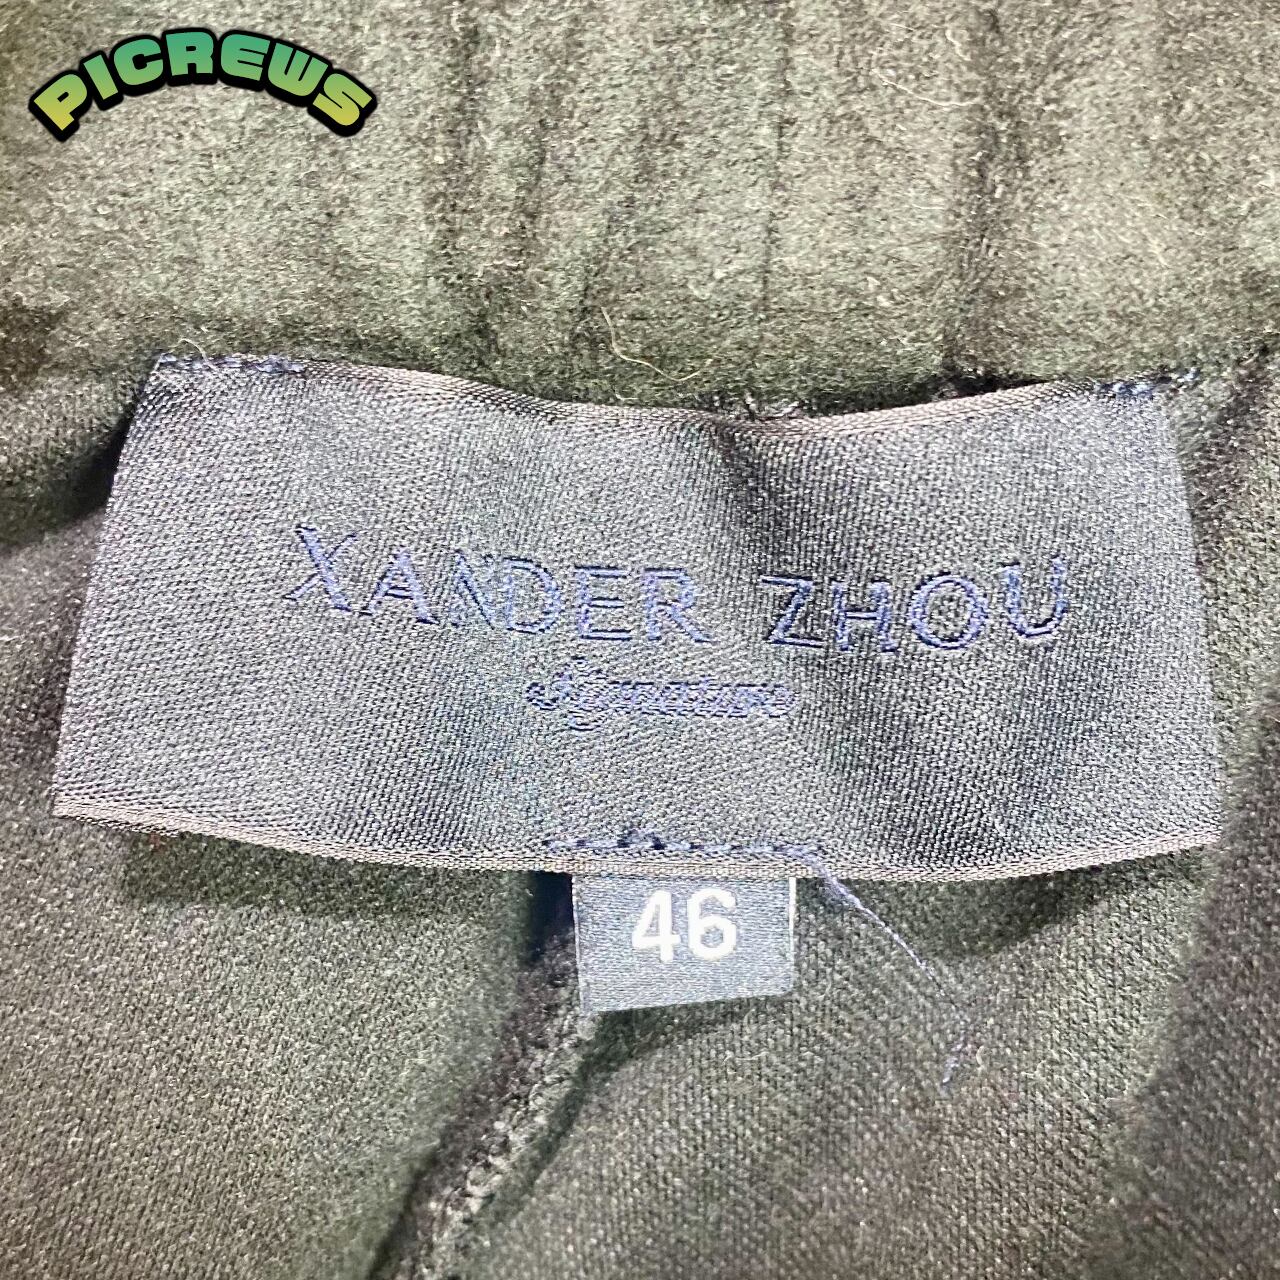 PICREWS
XANDER ZHOU
Signature
46